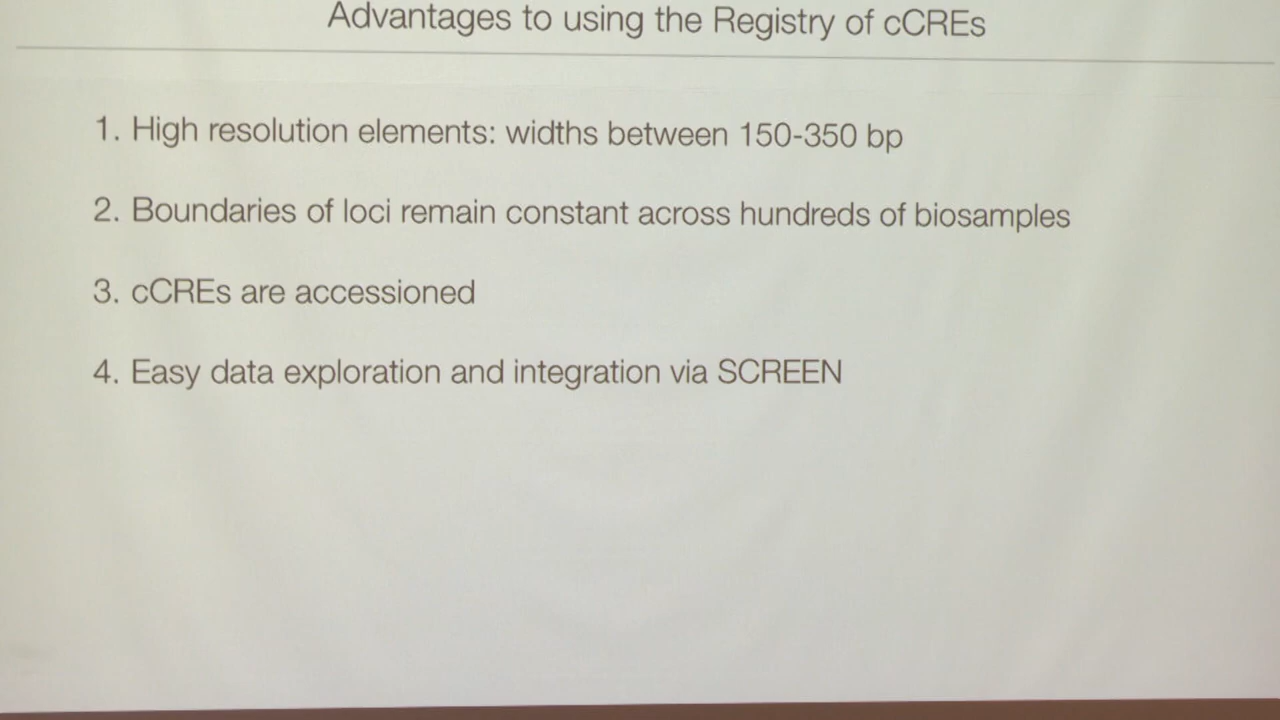 Advantages to using the Registry of cCREs
1. High resolution elements: widths between 150-350 bp
2. Boundaries of loci remain constant across hundreds of biosamples
3. cCREs are accessioned
4. Easy data exploration and integration via SCREEN